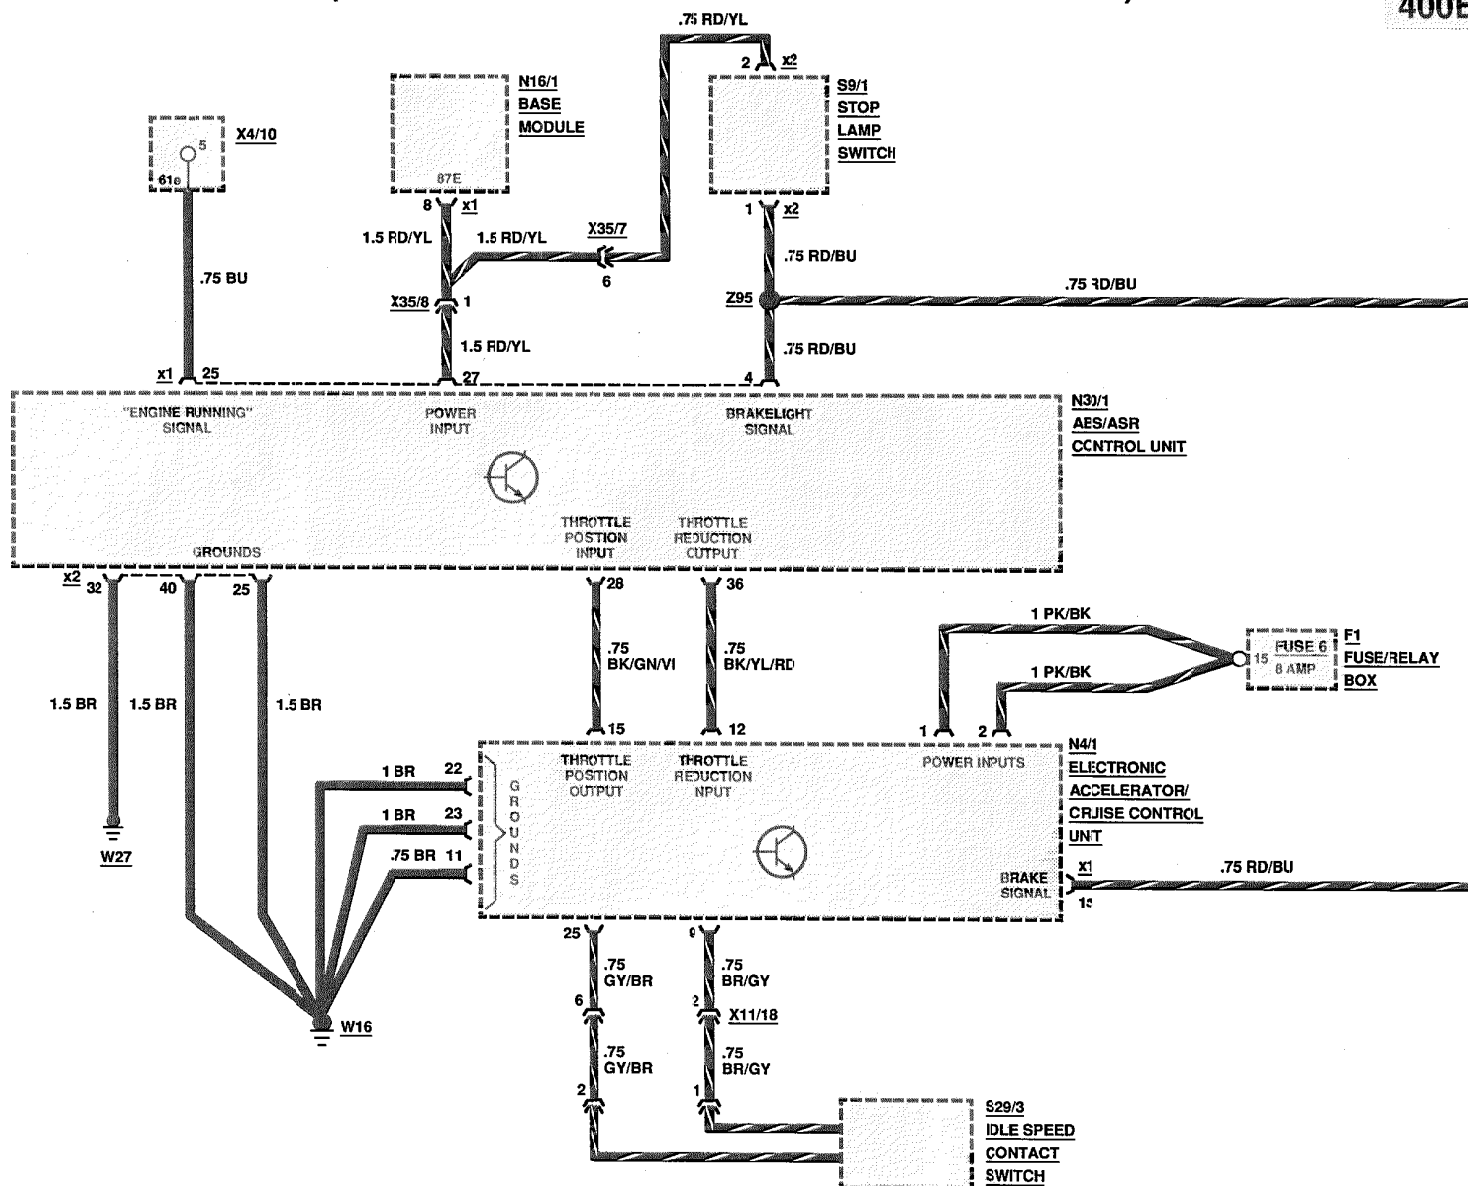 400E
.75 RD/YL
2 x2
N16/1
BASE
MODULE
S9/1
STOP
LAMP
SWITCH
X4/10
5
61e
87E
8 x1
1 x2
1.5 RD/YL
1.5 RD/YL
X35/7
6
.75 BU
.75 RD/BU
X35/8 1
Z95
.75 RD/BU
1.5 RD/YL
.75 RD/BU
x1 25
27
4
"ENGINE RUNNING"
SIGNAL
POWER
INPUT
BRAKELIGHT
SIGNAL
N30/1
ABS/ASR
CONTROL UNIT
THROTTLE
POSTION
INPUT
THROTTLE
REDUCTION
OUTPUT
GROUNDS
x2 32
40
25
28
36
1 PK/BK
.75
BK/GN/VI
.75
BK/YL/RD
15
FUSE 6
8 AMP
F1
FUSE/RELAY
BOX
1 PK/BK
1.5 BR
1.5 BR
1.5 BR
15
12
1
2
THROTTLE
POSITION
OUTPUT
THROTTLE
REDUCTION
INPUT
POWER INPUTS
N4/1
ELECTRONIC
ACCELERATOR/
CRUISE CONTROL
UNIT
1 BR 22
1 BR 23
.75 BR 11
GROUNDS
W27
BRAKE
SIGNAL
x1
.75 RD/BU
25
9
.75
GY/BR
.75
BR/GY
6
2
X11/18
W16
.75
GY/BR
.75
BR/GY
2
1
S29/3
IDLE SPEED
CONTACT
SWITCH